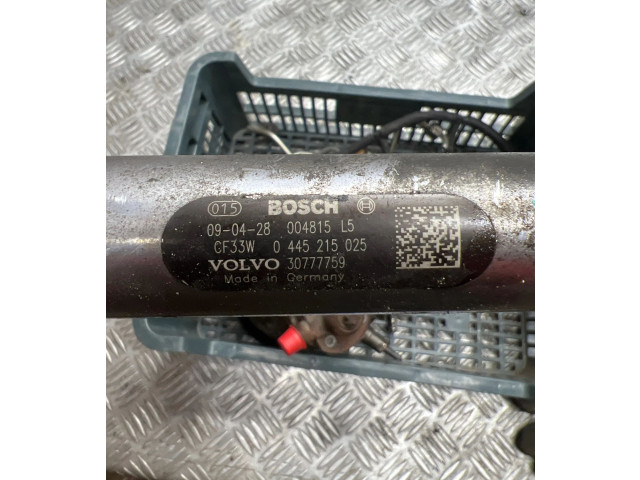 015 BOSCH
09-04-28 004815 L5
CF33W 0 445 215 025
VOLVO 30777759
Made in Germany